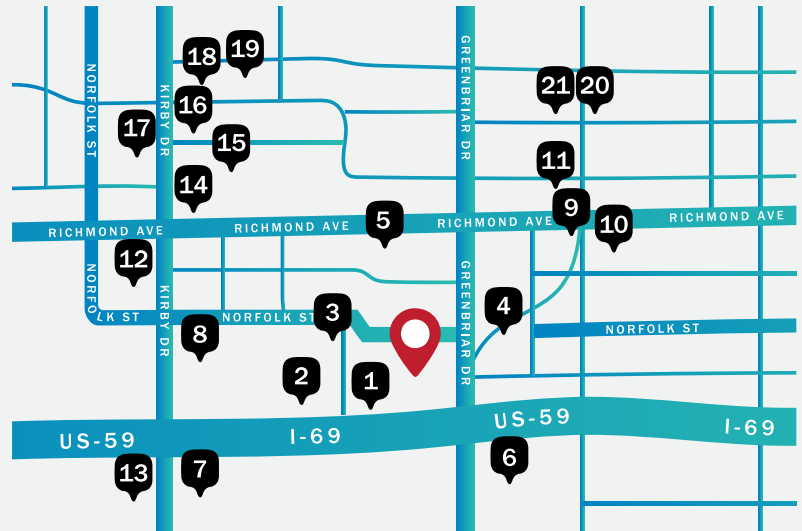 18
19
21
20
NORFOLK ST
KIRBY DR
GREENBRIAR DR
16
17
15
11
14
9
5
10
RICHMOND AVE
RICHMOND AVE
RICHMOND AVE
RICHMOND AVE
12
NORFOLK ST
KIRBY DR
GREENBRIAR DR
4
3
8
NORFOLK ST
NORFOLK ST
2
1
US-59
I-69
US-59
I-69
13
7
6